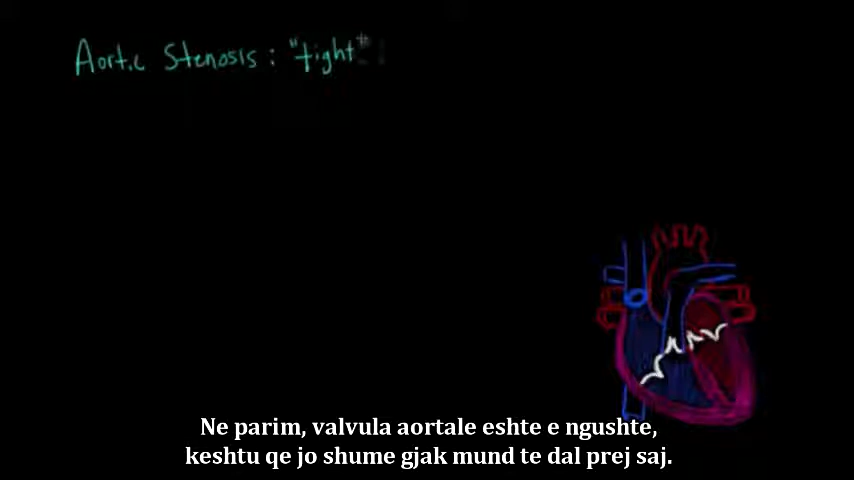 Aortic Stenosis : "tight"
Ne parim, valvula aortale eshte e ngushte,
keshtu qe jo shume gjak mund te dal prej saj.